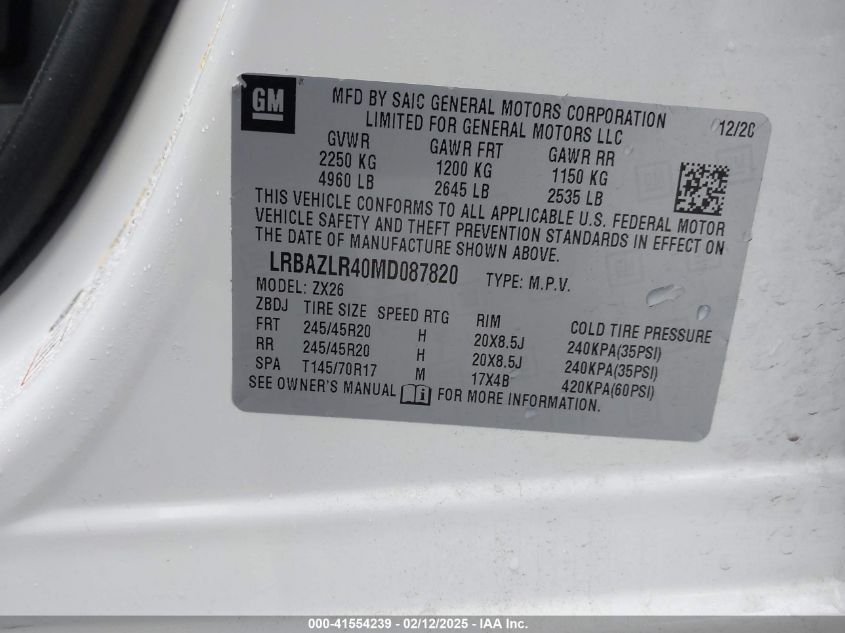 GM
MFD BY SAIC GENERAL MOTORS CORPORATION
LIMITED FOR GENERAL MOTORS LLC
12/20
GVWR GAWR FRT GAWR RR
2250 KG 1200 KG 1150 KG
4960 LB 2645 LB 2535 LB
THIS VEHICLE CONFORMS TO ALL APPLICABLE U.S. FEDERAL MOTOR
VEHICLE SAFETY AND THEFT PREVENTION STANDARDS IN EFFECT ON
THE DATE OF MANUFACTURE SHOWN ABOVE.
LRBAZLR40MD087820 TYPE: M.P.V.
MODEL: ZX26
ZBDJ TIRE SIZE SPEED RTG RIM COLD TIRE PRESSURE
FRT 245/45R20 H 20X8.5J 240KPA(35PSI)
RR 245/45R20 H 20X8.5J 240KPA(35PSI)
SPA T145/70R17 M 17X4B 420KPA(60PSI)
SEE OWNER'S MANUAL FOR MORE INFORMATION.
000-41554239 - 02/12/2025 - IAA Inc.